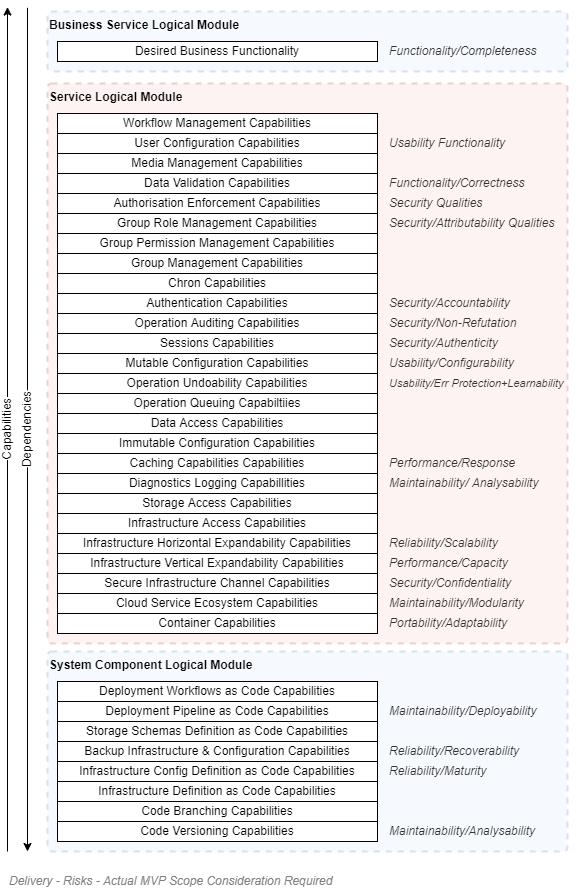 Business Service Logical Module
Desired Business Functionality Functionality/Completeness
Service Logical Module
Workflow Management Capabilities
User Configuration Capabilities Usability Functionality
Media Management Capabilities
Data Validation Capabilities Functionality/Correctness
Authorisation Enforcement Capabilities Security Qualities
Group Role Management Capabilities Security/Attributability Qualities
Group Permission Management Capabilities
Group Management Capabilities
Chron Capabilities
Authentication Capabilities Security/Accountability
Operation Auditing Capabilities Security/Non-Refutation
Sessions Capabilities Security/Authenticity
Mutable Configuration Capabilities Usability/Configurability
Operation Undoability Capabilities Usability/Err Protection+Learnability
Operation Queuing Capabiltiies
Data Access Capabilities
Immutable Configuration Capabilities
Caching Capabilities Capabilities Performance/Response
Diagnostics Logging Capabilities Maintainability/ Analysability
Storage Access Capabilities
Infrastructure Access Capabilities
Infrastructure Horizontal Expandability Capabilities Reliability/Scalability
Infrastructure Vertical Expandability Capabilities Performance/Capacity
Secure Infrastructure Channel Capabilities Security/Confidentiality
Cloud Service Ecosystem Capabilities Maintainability/Modularity
Container Capabilities Portability/Adaptability
System Component Logical Module
Deployment Workflows as Code Capabilities
Deployment Pipeline as Code Capabilities Maintainability/Deployability
Storage Schemas Definition as Code Capabilities
Backup Infrastructure & Configuration Capabilities Reliability/Recoverability
Infrastructure Config Definition as Code Capabilities Reliability/Maturity
Infrastructure Definition as Code Capabilities
Code Branching Capabilities
Code Versioning Capabilities Maintainability/Analysability
Capabilities
Dependencies
Delivery - Risks - Actual MVP Scope Consideration Required